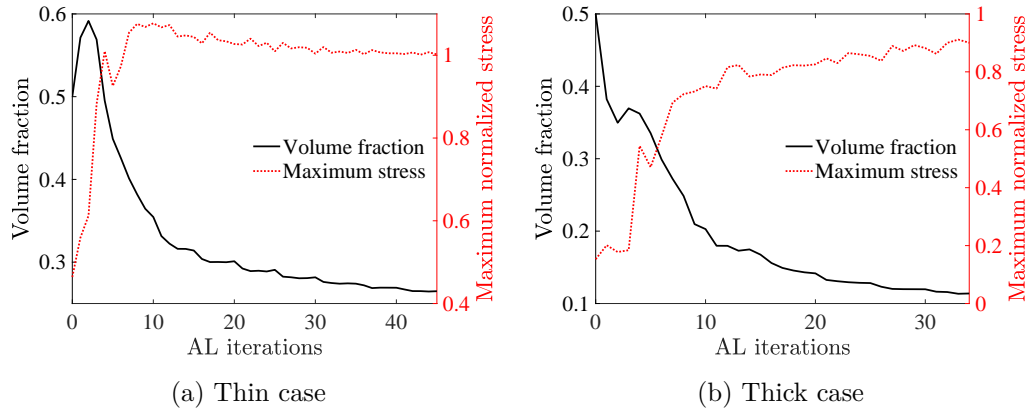 0.6
0.5
0.4
0.3
Volume fraction
1
0.8
0.6
0.4
Maximum normalized stress
Volume fraction
Maximum stress
0
10
20
30
40
AL iterations
(a) Thin case
0.5
0.4
0.3
0.2
0.1
Volume fraction
1
0.8
0.6
0.4
0.2
0
Maximum normalized stress
Volume fraction
Maximum stress
0
10
20
30
AL iterations
(b) Thick case